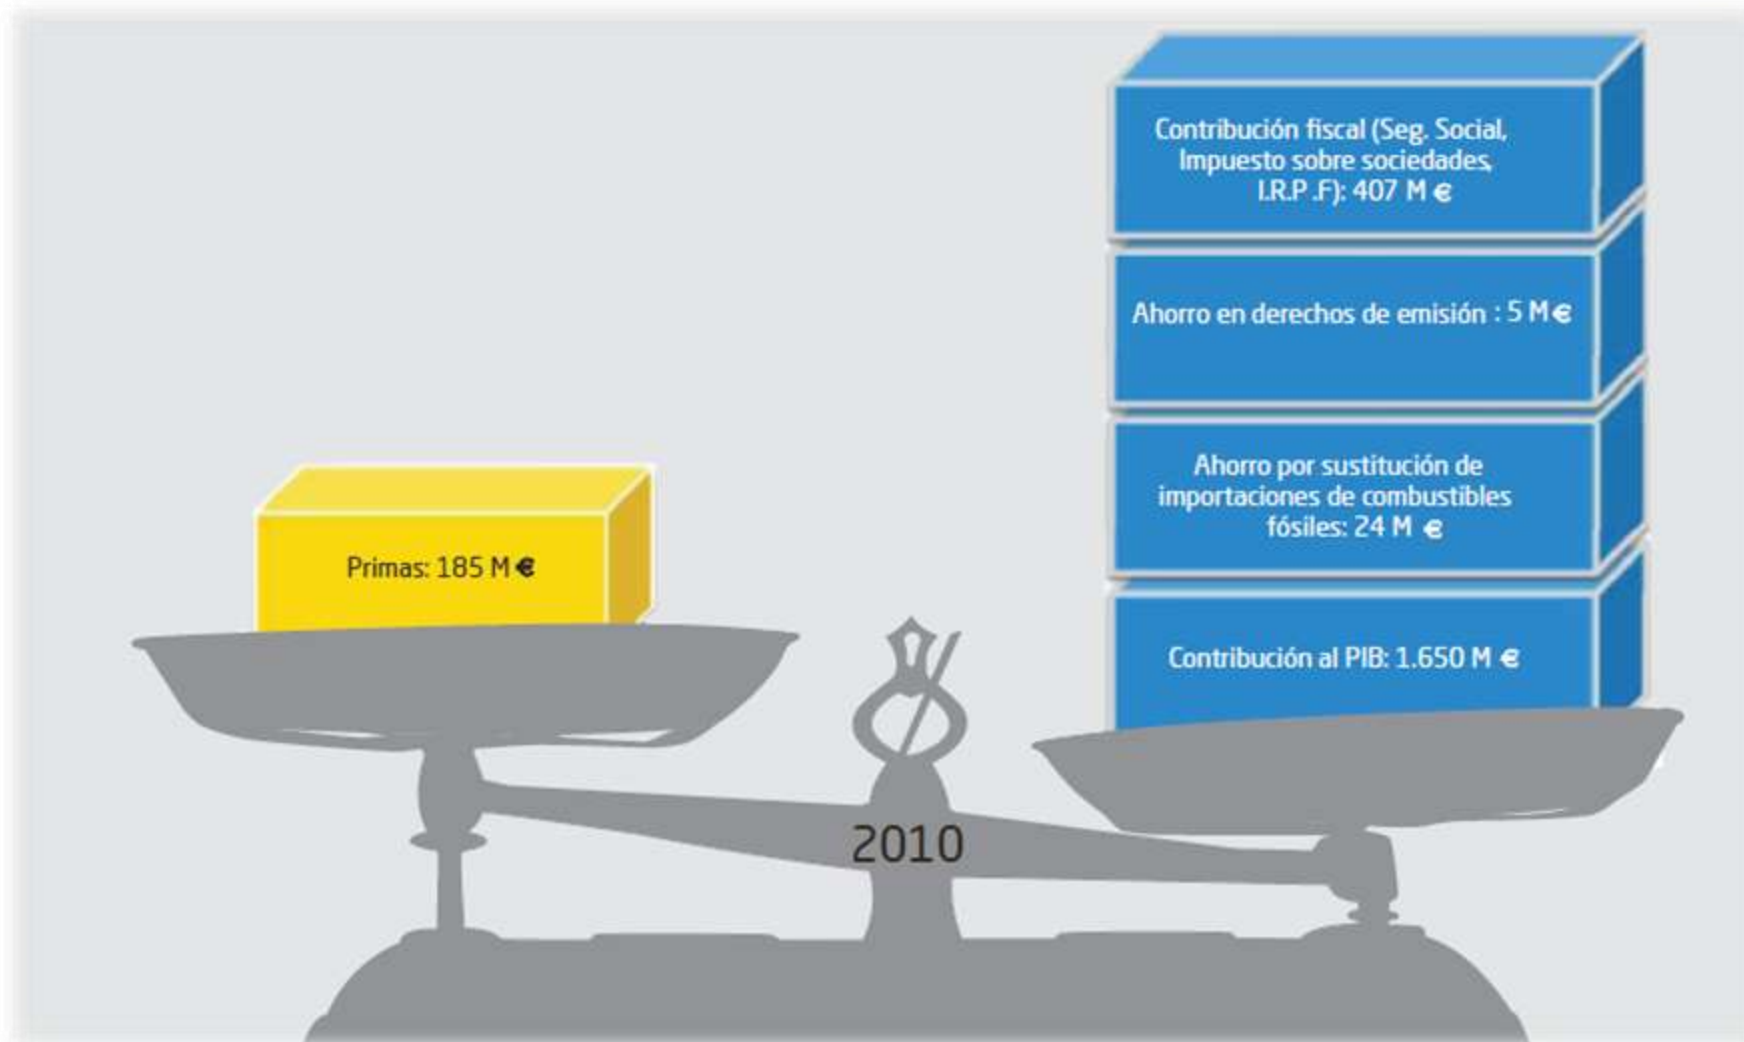 Contribución fiscal (Seg. Social,
Impuesto sobre sociedades,
I.R.P .F): 407 M €
Ahorro en derechos de emisión : 5 M €
Ahorro por sustitución de
importaciones de combustibles
fósiles: 24 M €
Primas: 185 M €
Contribución al PIB: 1.650 M €
2010